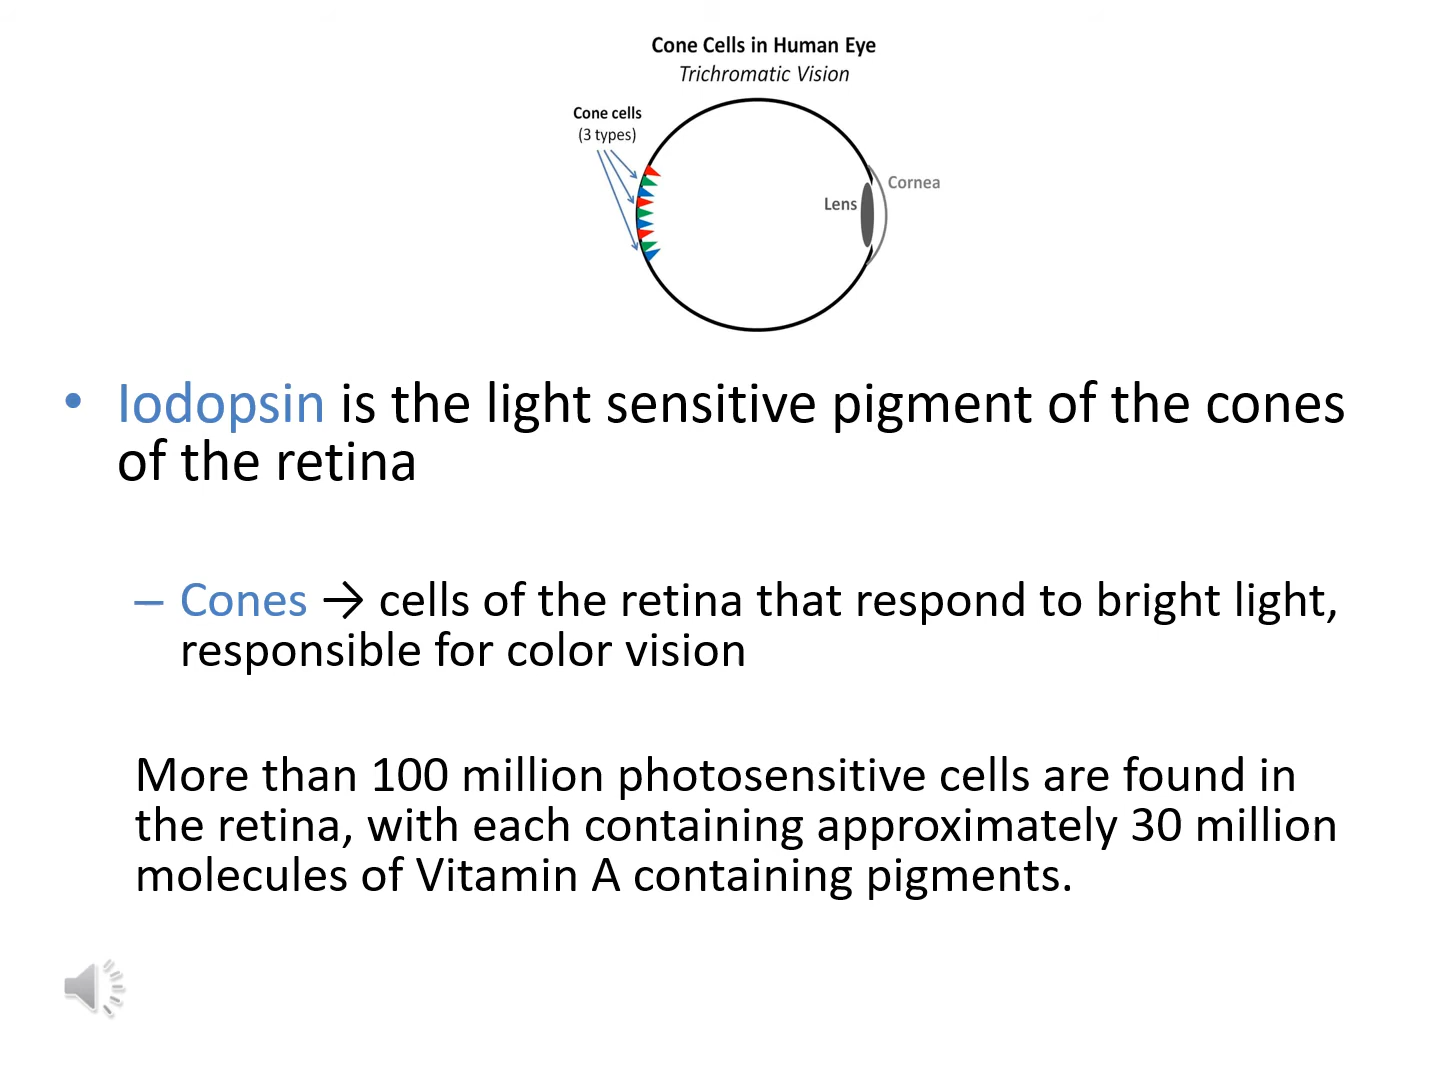 Cone Cells in Human Eye
Trichromatic Vision
Cone cells
(3 types)
Cornea
Lens
• Iodopsin is the light sensitive pigment of the cones
of the retina
– Cones → cells of the retina that respond to bright light,
responsible for color vision
More than 100 million photosensitive cells are found in
the retina, with each containing approximately 30 million
molecules of Vitamin A containing pigments.